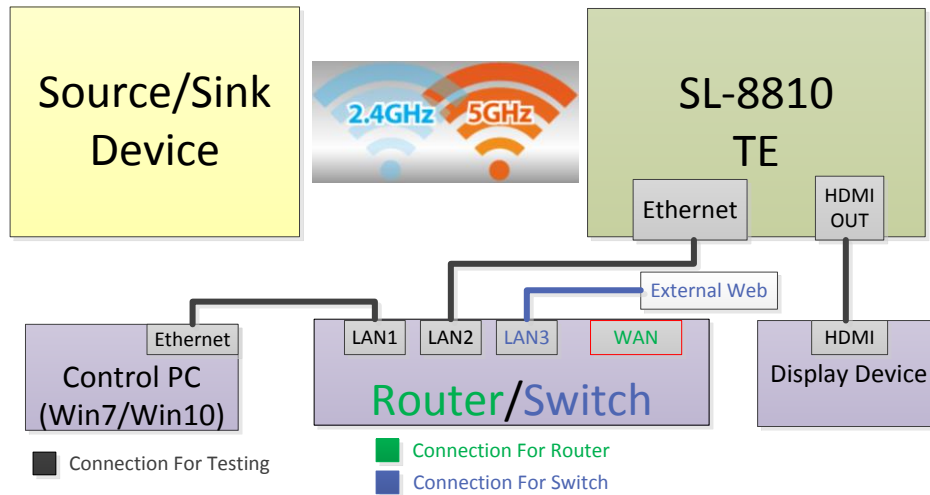 Source/Sink
Device
2.4GHz
5GHz
SL-8810
TE
Ethernet
HDMI
OUT
External Web
Ethernet
Control PC
(Win7/Win10)
LAN1
LAN2
LAN3
WAN
Router/Switch
HDMI
Display Device
Connection For Testing
Connection For Router
Connection For Switch